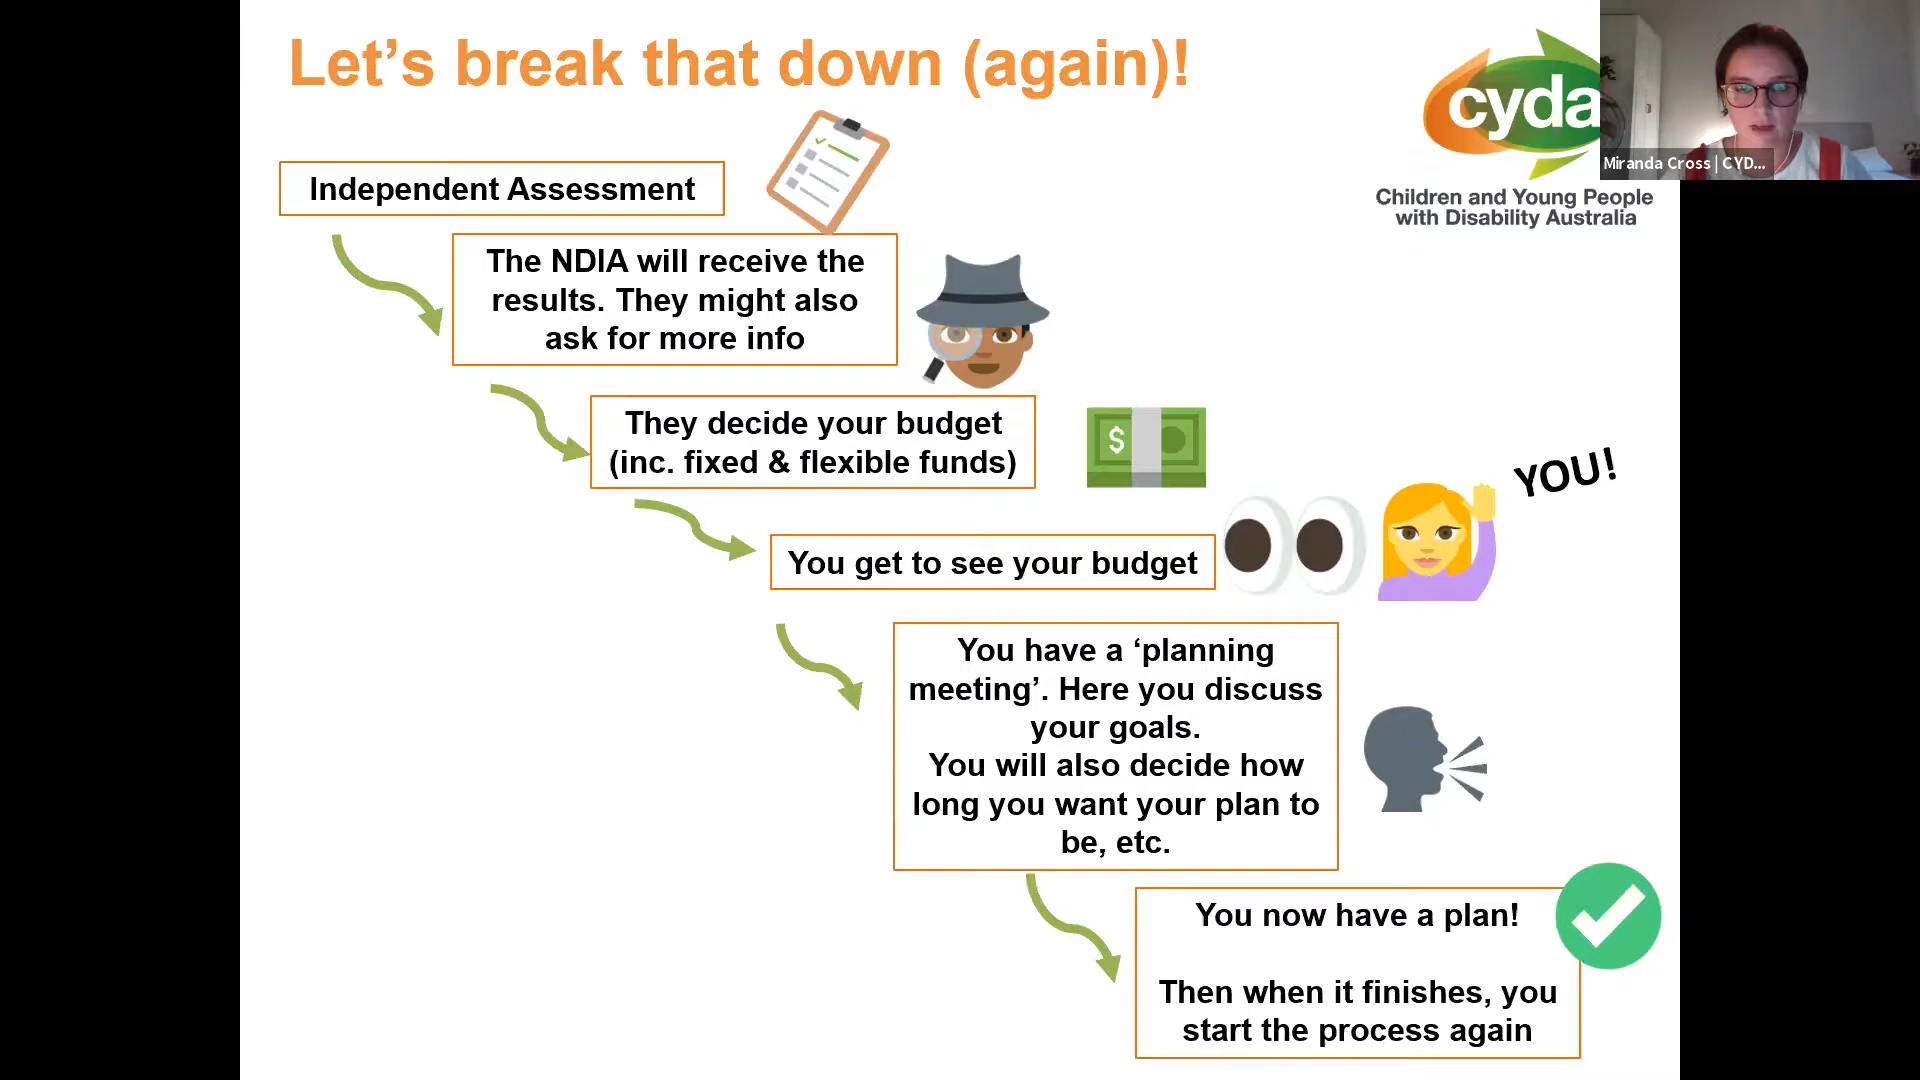 Let’s break that down (again)!
cyda
Miranda Cross | CYD...
Children and Young People
with Disability Australia
Independent Assessment
The NDIA will receive the
results. They might also
ask for more info
They decide your budget
(inc. fixed & flexible funds)
$
YOU!
You get to see your budget
You have a ‘planning
meeting’. Here you discuss
your goals.
You will also decide how
long you want your plan to
be, etc.
You now have a plan!
Then when it finishes, you
start the process again